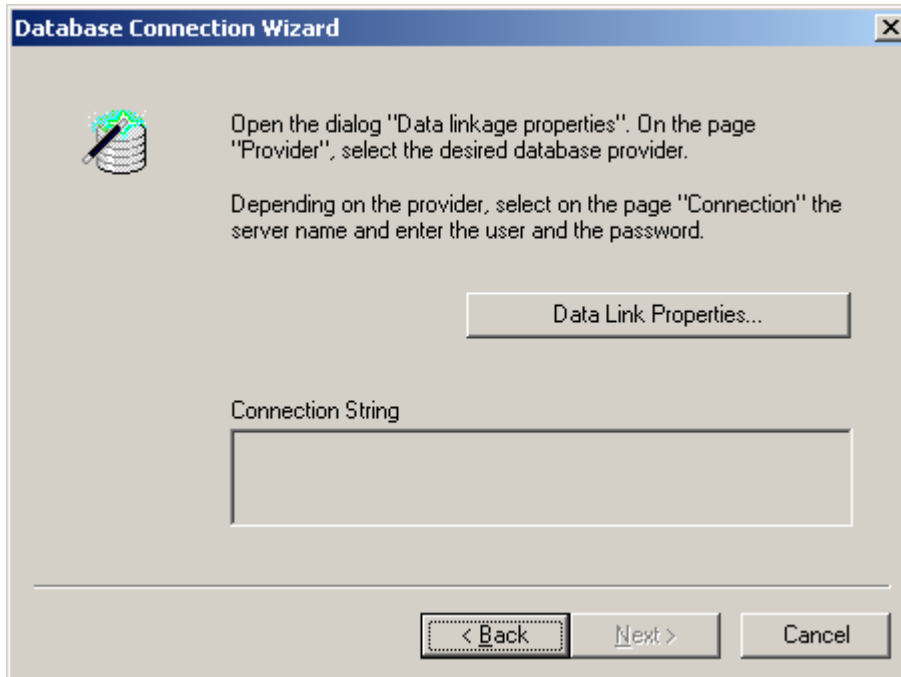 Database Connection Wizard
Open the dialog "Data linkage properties". On the page
"Provider", select the desired database provider.
Depending on the provider, select on the page "Connection" the
server name and enter the user and the password.
Data Link Properties...
Connection String
< Back
Next >
Cancel